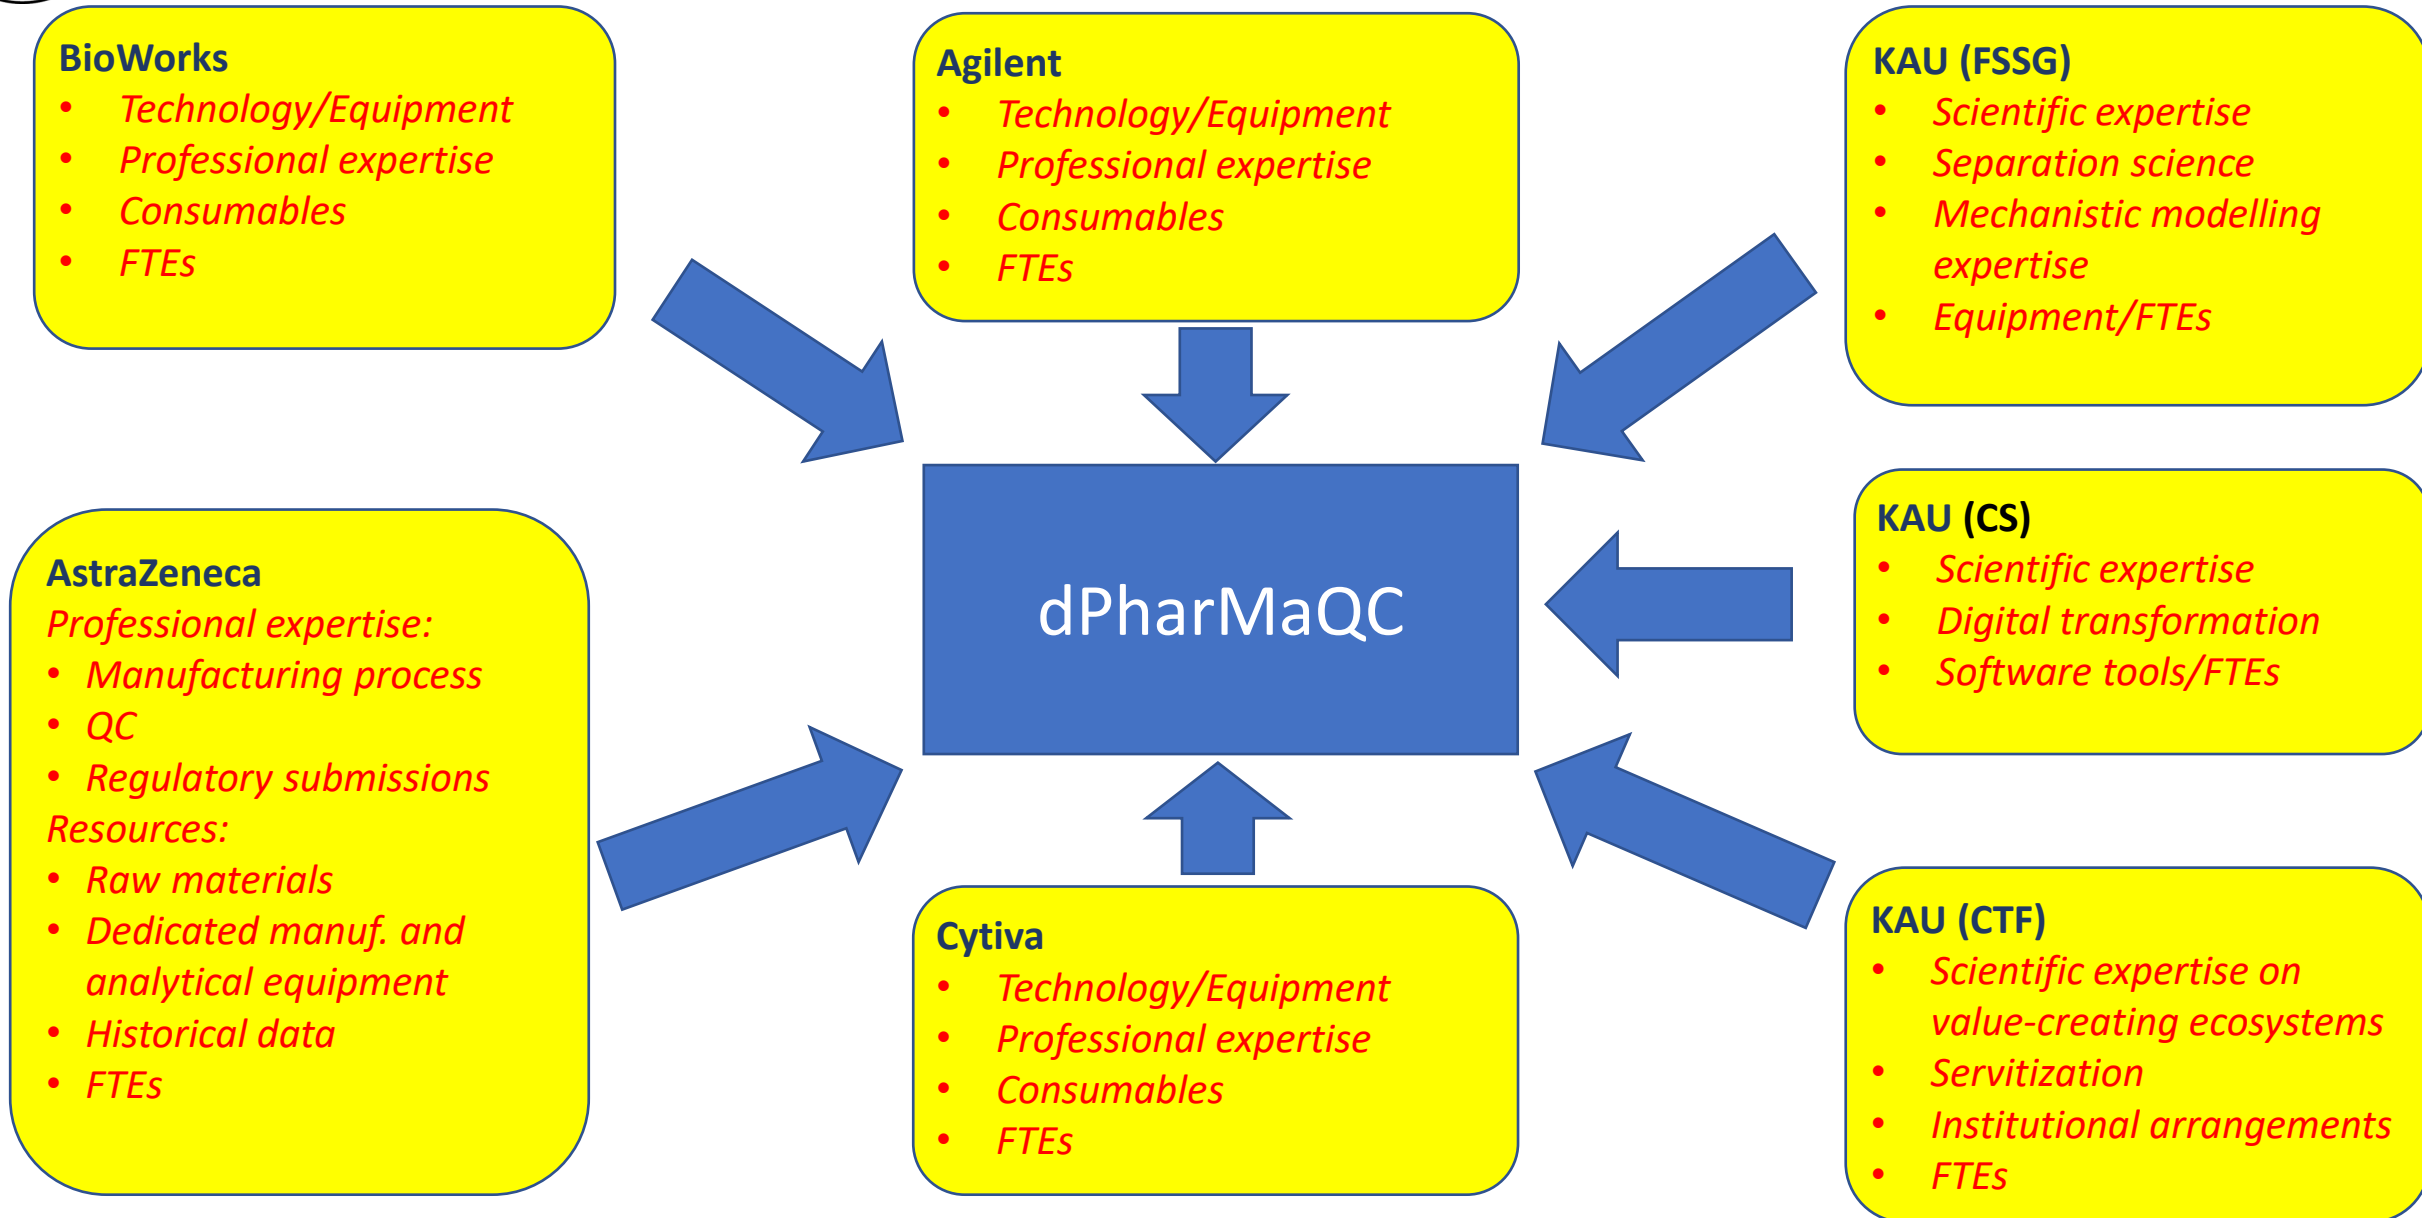 BioWorks
• Technology/Equipment
• Professional expertise
• Consumables
• FTEs
Agilent
• Technology/Equipment
• Professional expertise
• Consumables
• FTEs
KAU (FSSG)
• Scientific expertise
• Separation science
• Mechanistic modelling
expertise
• Equipment/FTEs
AstraZeneca
Professional expertise:
• Manufacturing process
• QC
• Regulatory submissions
Resources:
• Raw materials
• Dedicated manuf. and
analytical equipment
• Historical data
• FTEs
dPharMaQC
KAU (CS)
• Scientific expertise
• Digital transformation
• Software tools/FTEs
Cytiva
• Technology/Equipment
• Professional expertise
• Consumables
• FTEs
KAU (CTF)
• Scientific expertise on
value-creating ecosystems
• Servitization
• Institutional arrangements
• FTEs